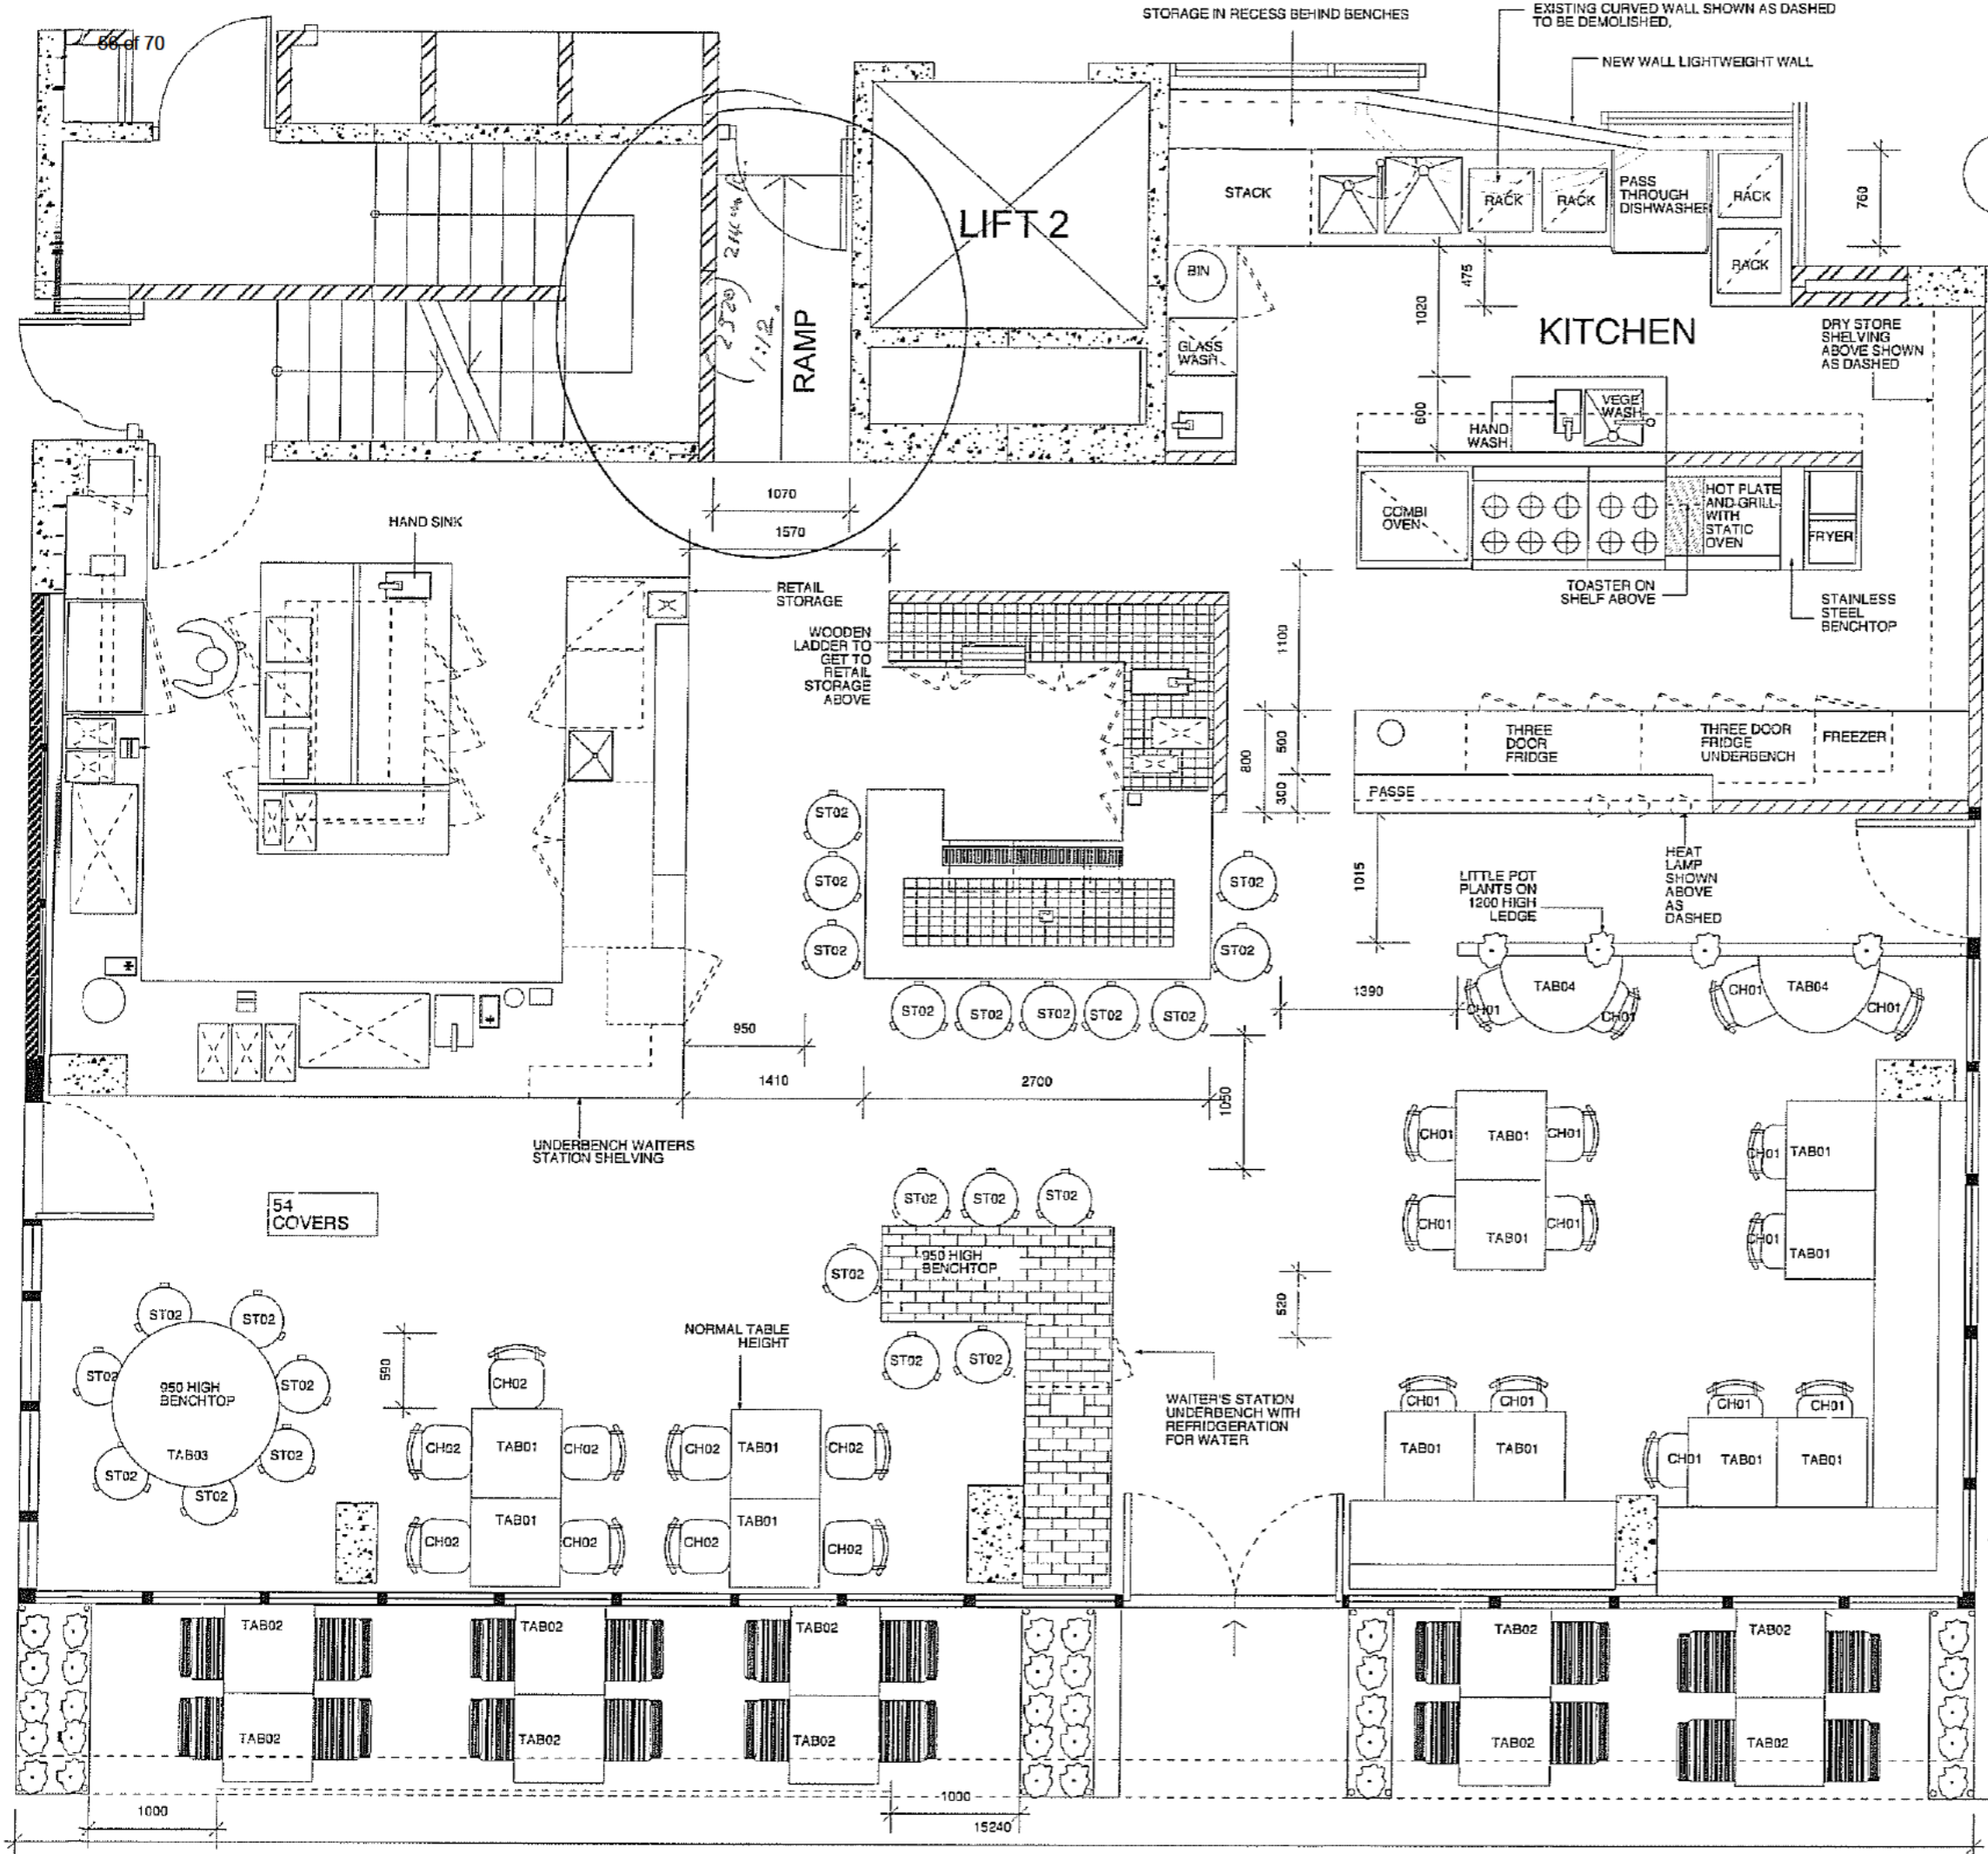 STORAGE IN RECESS BEHIND BENCHES
EXISTING CURVED WALL SHOWN AS DASHED
TO BE DEMOLISHED.
56 of 70
NEW WALL LIGHTWEIGHT WALL
STACK
RACK
RACK
PASS
THROUGH
DISHWASHER
RACK
RACK
760
LIFT 2
BIN
475
1020
KITCHEN
DRY STORE
SHELVING
ABOVE SHOWN
AS DASHED
2520
1:12.
RAMP
GLASS
WASH
600
HAND
WASH
VEGE
WASH
1070
1570
HAND SINK
COMBI
OVEN
HOT PLATE
AND GRILL
WITH
STATIC
OVEN
FRYER
TOASTER ON
SHELF ABOVE
STAINLESS
STEEL
BENCHTOP
RETAIL
STORAGE
WOODEN
LADDER TO
GET TO
RETAIL
STORAGE
ABOVE
1100
800
500
300
THREE
DOOR
FRIDGE
THREE DOOR
FRIDGE
UNDERBENCH
FREEZER
PASSE
ST02
ST02
ST02
ST02
ST02
1015
LITTLE POT
PLANTS ON
1200 HIGH
LEDGE
HEAT
LAMP
SHOWN
ABOVE
AS
DASHED
1390
CH01
TAB04
CH01
CH01
TAB04
CH01
ST02
ST02
ST02
ST02
ST02
950
1410
2700
1050
UNDERBENCH WAITERS
STATION SHELVING
54
COVERS
CH01
TAB01
CH01
CH01
TAB01
CH01
CH01
TAB01
CH01
TAB01
ST02
ST02
ST02
ST02
950 HIGH
BENCHTOP
ST02
ST02
520
NORMAL TABLE
HEIGHT
WAITER'S STATION
UNDERBENCH WITH
REFRIDGERATION
FOR WATER
ST02
ST02
ST02
ST02
950 HIGH
BENCHTOP
TAB03
ST02
ST02
ST02
590
CH02
CH02
TAB01
CH02
CH02
TAB01
CH02
CH02
TAB01
CH02
CH02
TAB01
CH02
CH01
CH01
TAB01
TAB01
CH01
CH01
CH01
TAB01
TAB01
TAB02
TAB02
TAB02
TAB02
TAB02
TAB02
TAB02
TAB02
TAB02
TAB02
1000
1000
15240